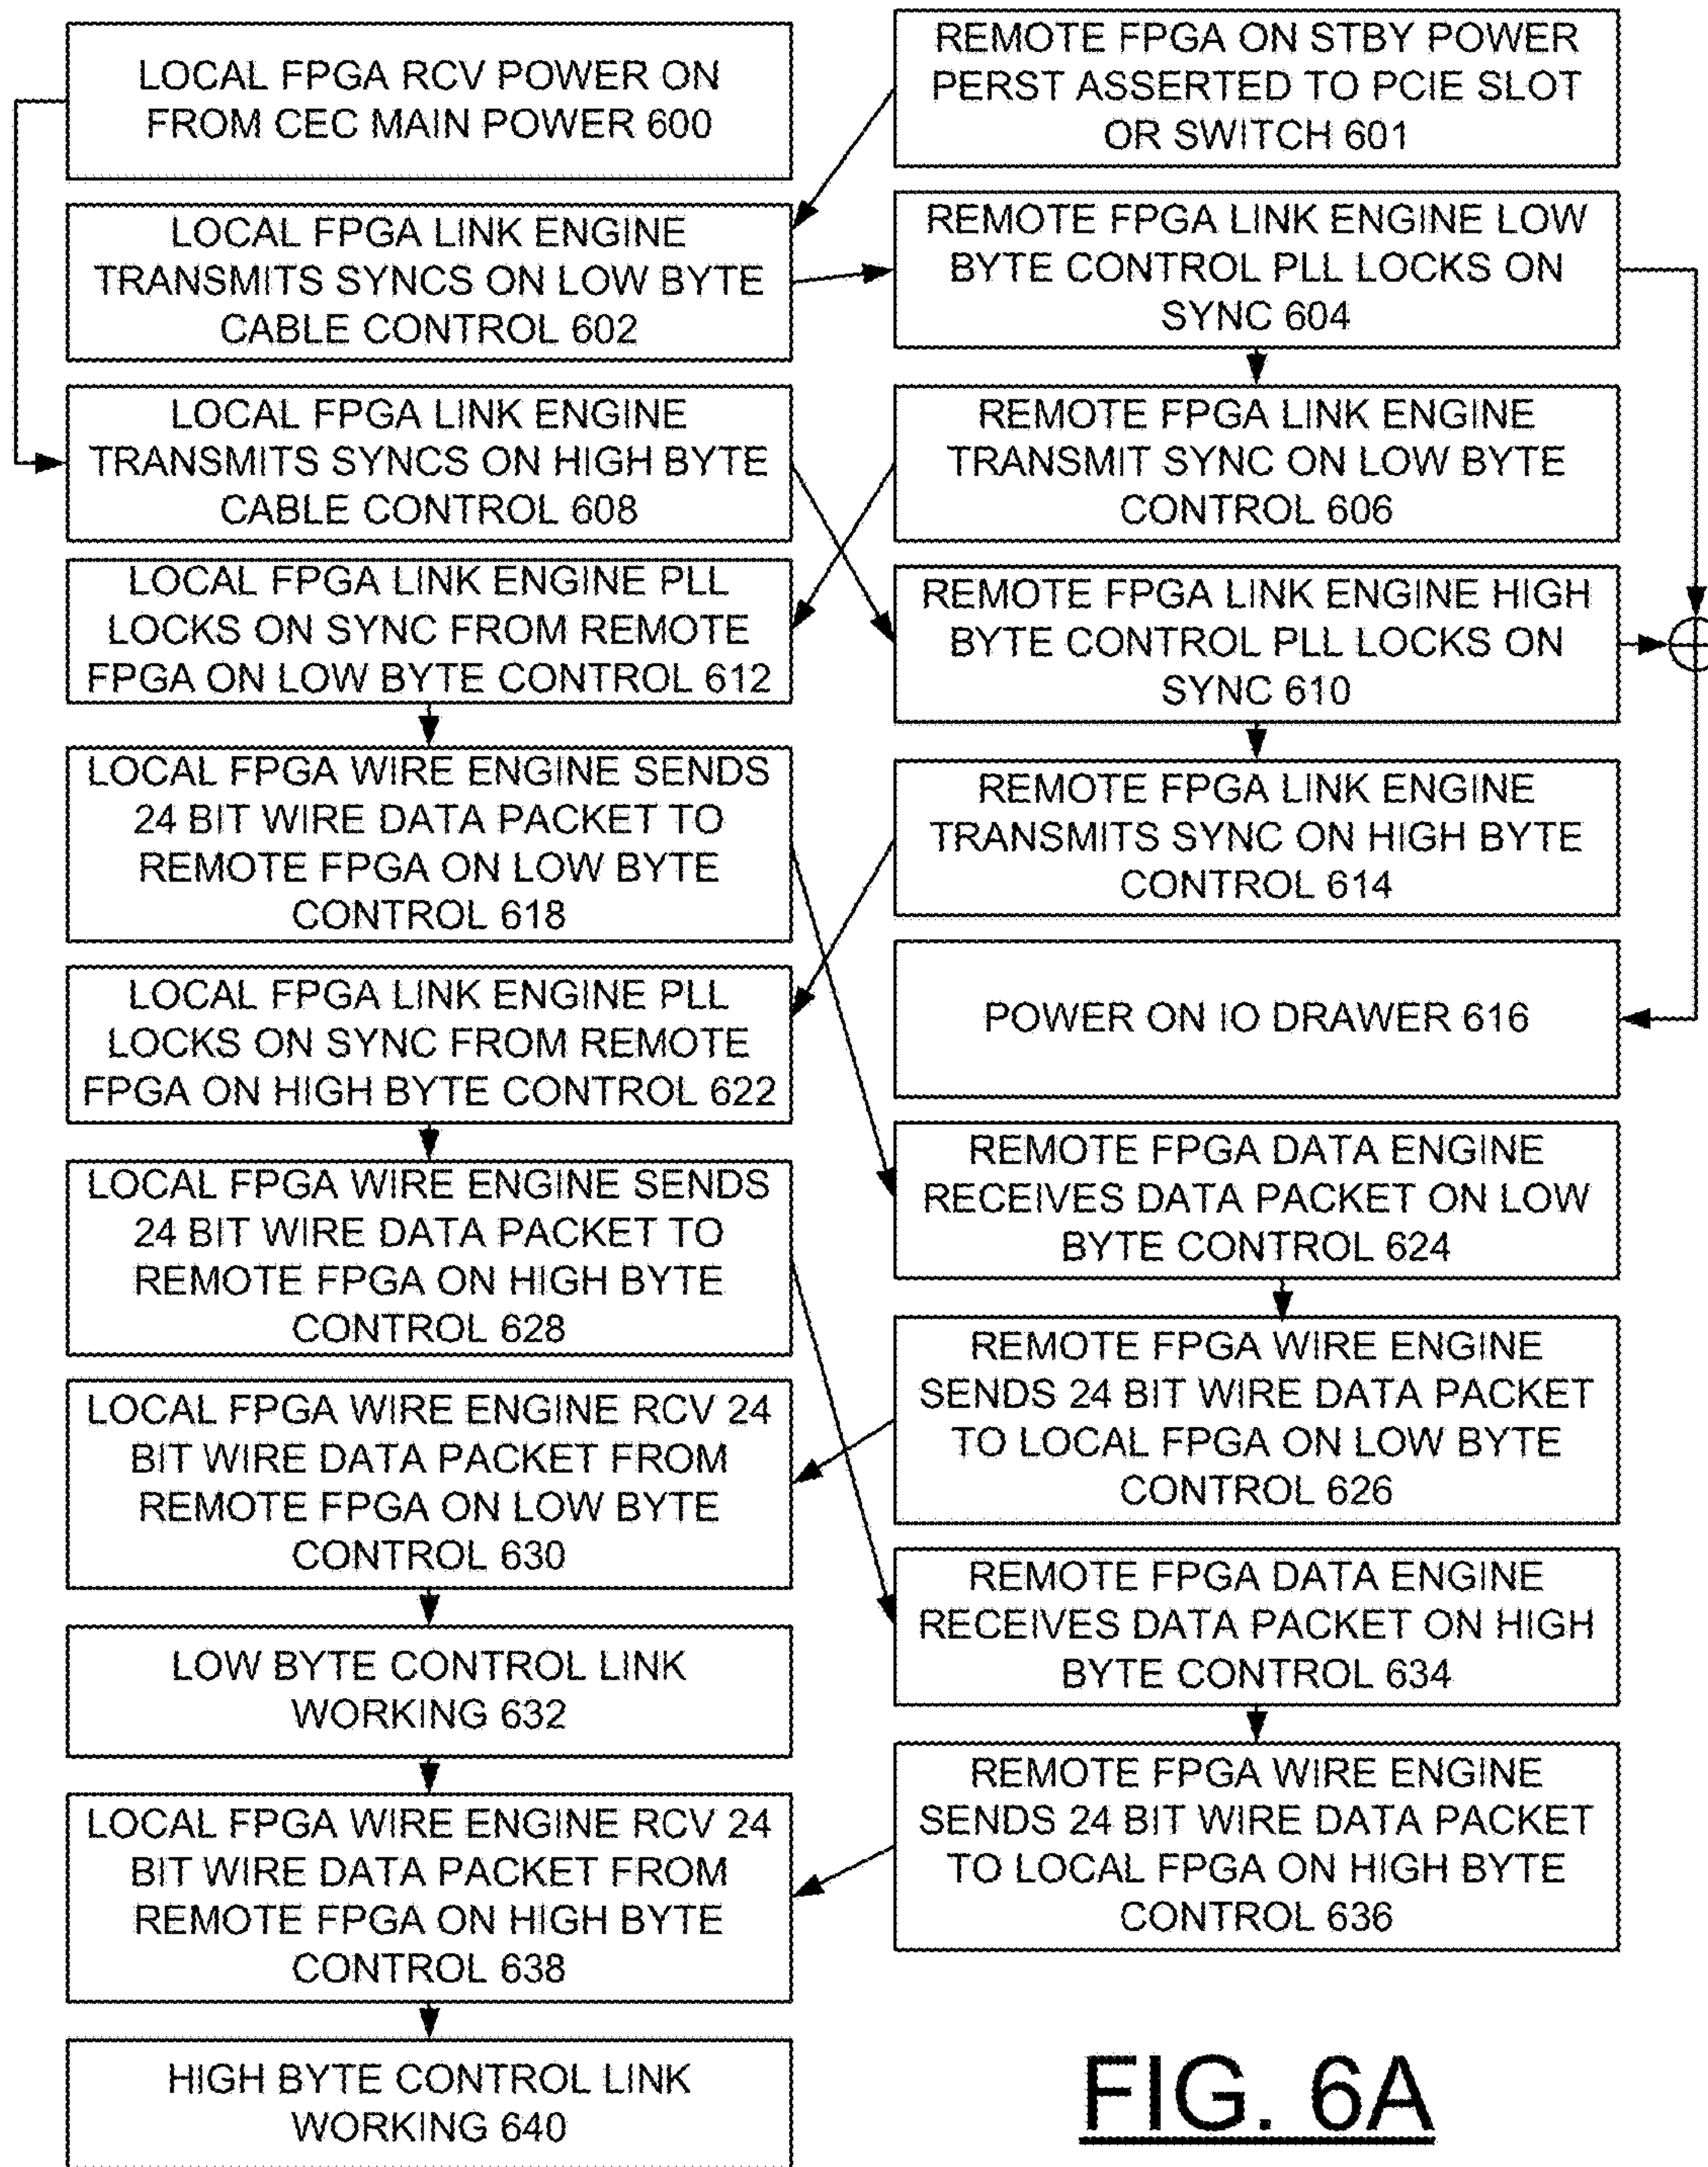 LOCAL FPGA RCV POWER ON
FROM CEC MAIN POWER 600
REMOTE FPGA ON STBY POWER
PERST ASSERTED TO PCIE SLOT
OR SWITCH 601
LOCAL FPGA LINK ENGINE
TRANSMITS SYNCS ON LOW BYTE
CABLE CONTROL 602
REMOTE FPGA LINK ENGINE LOW
BYTE CONTROL PLL LOCKS ON
SYNC 604
LOCAL FPGA LINK ENGINE
TRANSMITS SYNCS ON HIGH BYTE
CABLE CONTROL 608
REMOTE FPGA LINK ENGINE
TRANSMIT SYNC ON LOW BYTE
CONTROL 606
LOCAL FPGA LINK ENGINE PLL
LOCKS ON SYNC FROM REMOTE
FPGA ON LOW BYTE CONTROL 612
REMOTE FPGA LINK ENGINE HIGH
BYTE CONTROL PLL LOCKS ON
SYNC 610
LOCAL FPGA WIRE ENGINE SENDS
24 BIT WIRE DATA PACKET TO
REMOTE FPGA ON LOW BYTE
CONTROL 618
REMOTE FPGA LINK ENGINE
TRANSMITS SYNC ON HIGH BYTE
CONTROL 614
LOCAL FPGA LINK ENGINE PLL
LOCKS ON SYNC FROM REMOTE
FPGA ON HIGH BYTE CONTROL 622
POWER ON IO DRAWER 616
LOCAL FPGA WIRE ENGINE SENDS
24 BIT WIRE DATA PACKET TO
REMOTE FPGA ON HIGH BYTE
CONTROL 628
REMOTE FPGA DATA ENGINE
RECEIVES DATA PACKET ON LOW
BYTE CONTROL 624
LOCAL FPGA WIRE ENGINE RCV 24
BIT WIRE DATA PACKET FROM
REMOTE FPGA ON LOW BYTE
CONTROL 630
REMOTE FPGA WIRE ENGINE
SENDS 24 BIT WIRE DATA PACKET
TO LOCAL FPGA ON LOW BYTE
CONTROL 626
LOW BYTE CONTROL LINK
WORKING 632
REMOTE FPGA DATA ENGINE
RECEIVES DATA PACKET ON HIGH
BYTE CONTROL 634
LOCAL FPGA WIRE ENGINE RCV 24
BIT WIRE DATA PACKET FROM
REMOTE FPGA ON HIGH BYTE
CONTROL 638
REMOTE FPGA WIRE ENGINE
SENDS 24 BIT WIRE DATA PACKET
TO LOCAL FPGA ON HIGH BYTE
CONTROL 636
HIGH BYTE CONTROL LINK
WORKING 640
FIG. 6A